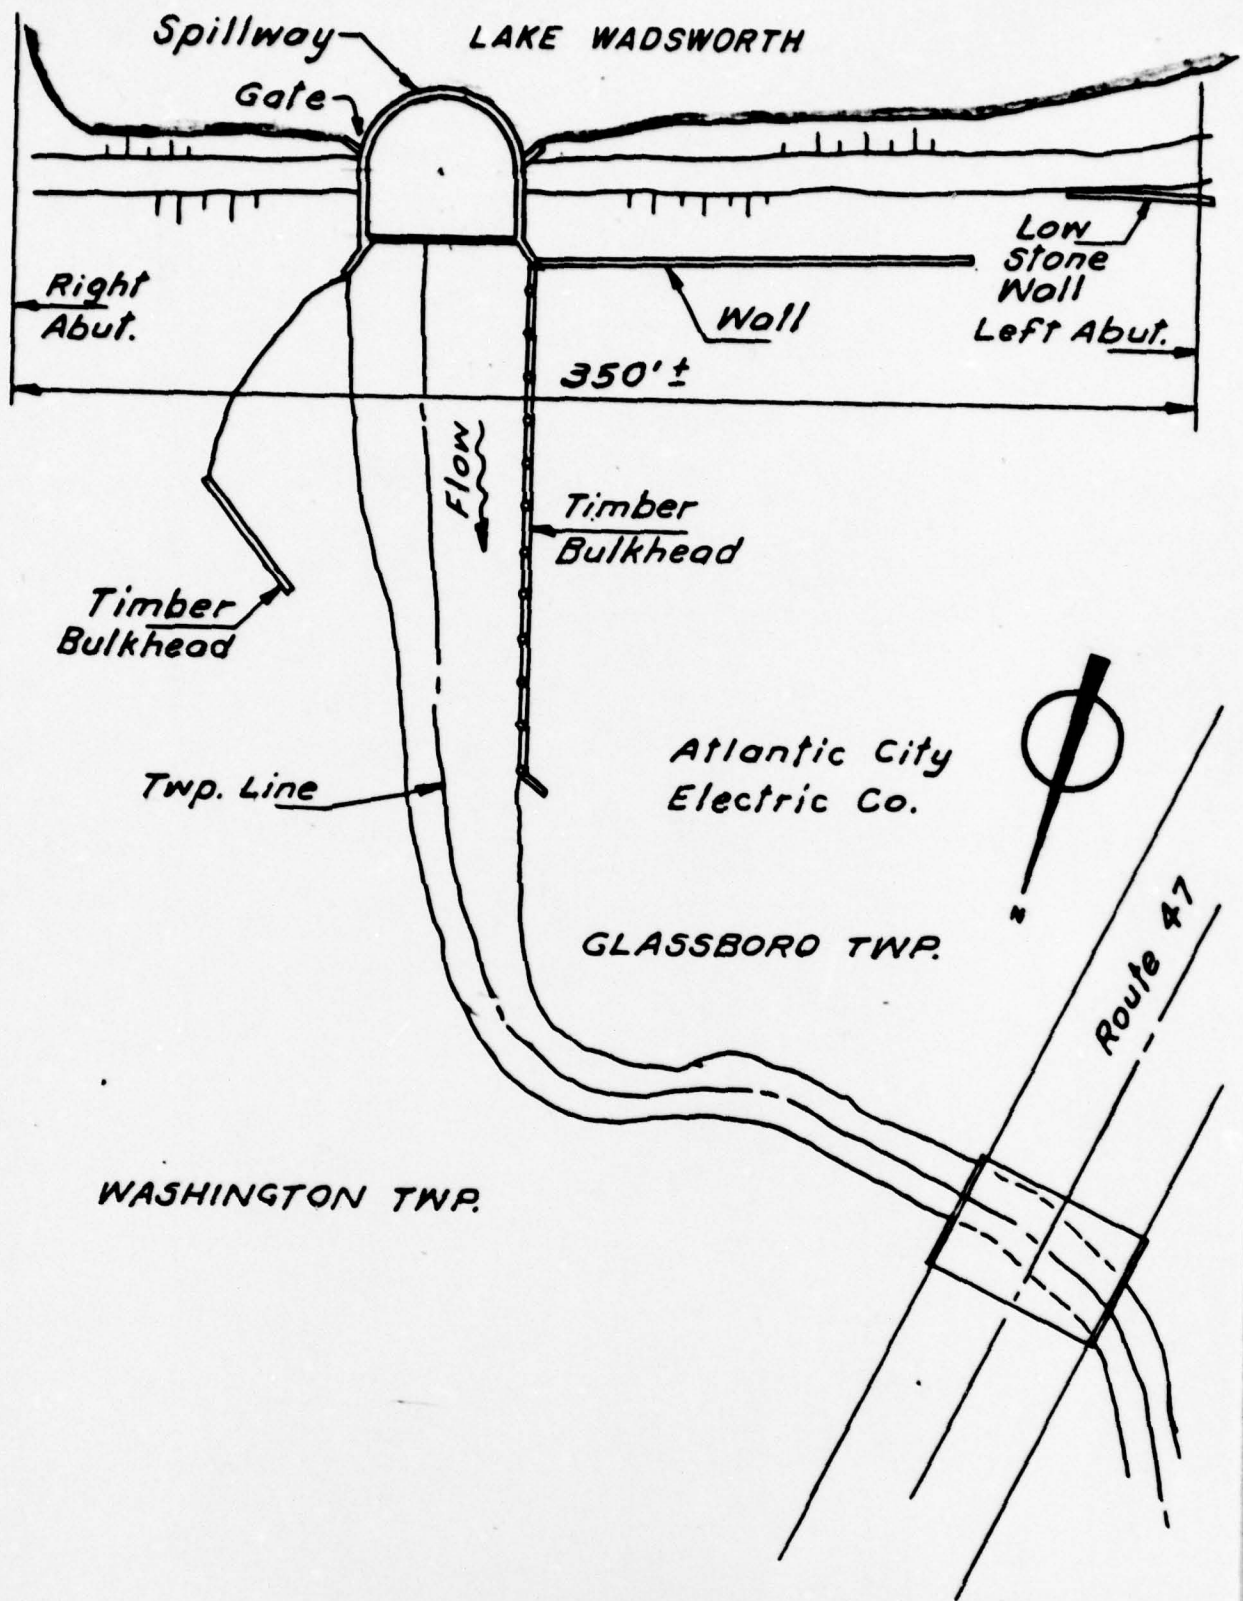 Spillway
LAKE WADSWORTH
Gate
Right
Abut.
Low
Stone
Wall
Left Abut.
Wall
350'±
Flow
Timber
Bulkhead
Timber
Bulkhead
Twp. Line
Atlantic City
Electric Co.
N
Route 47
GLASSBORO TWP.
WASHINGTON TWP.